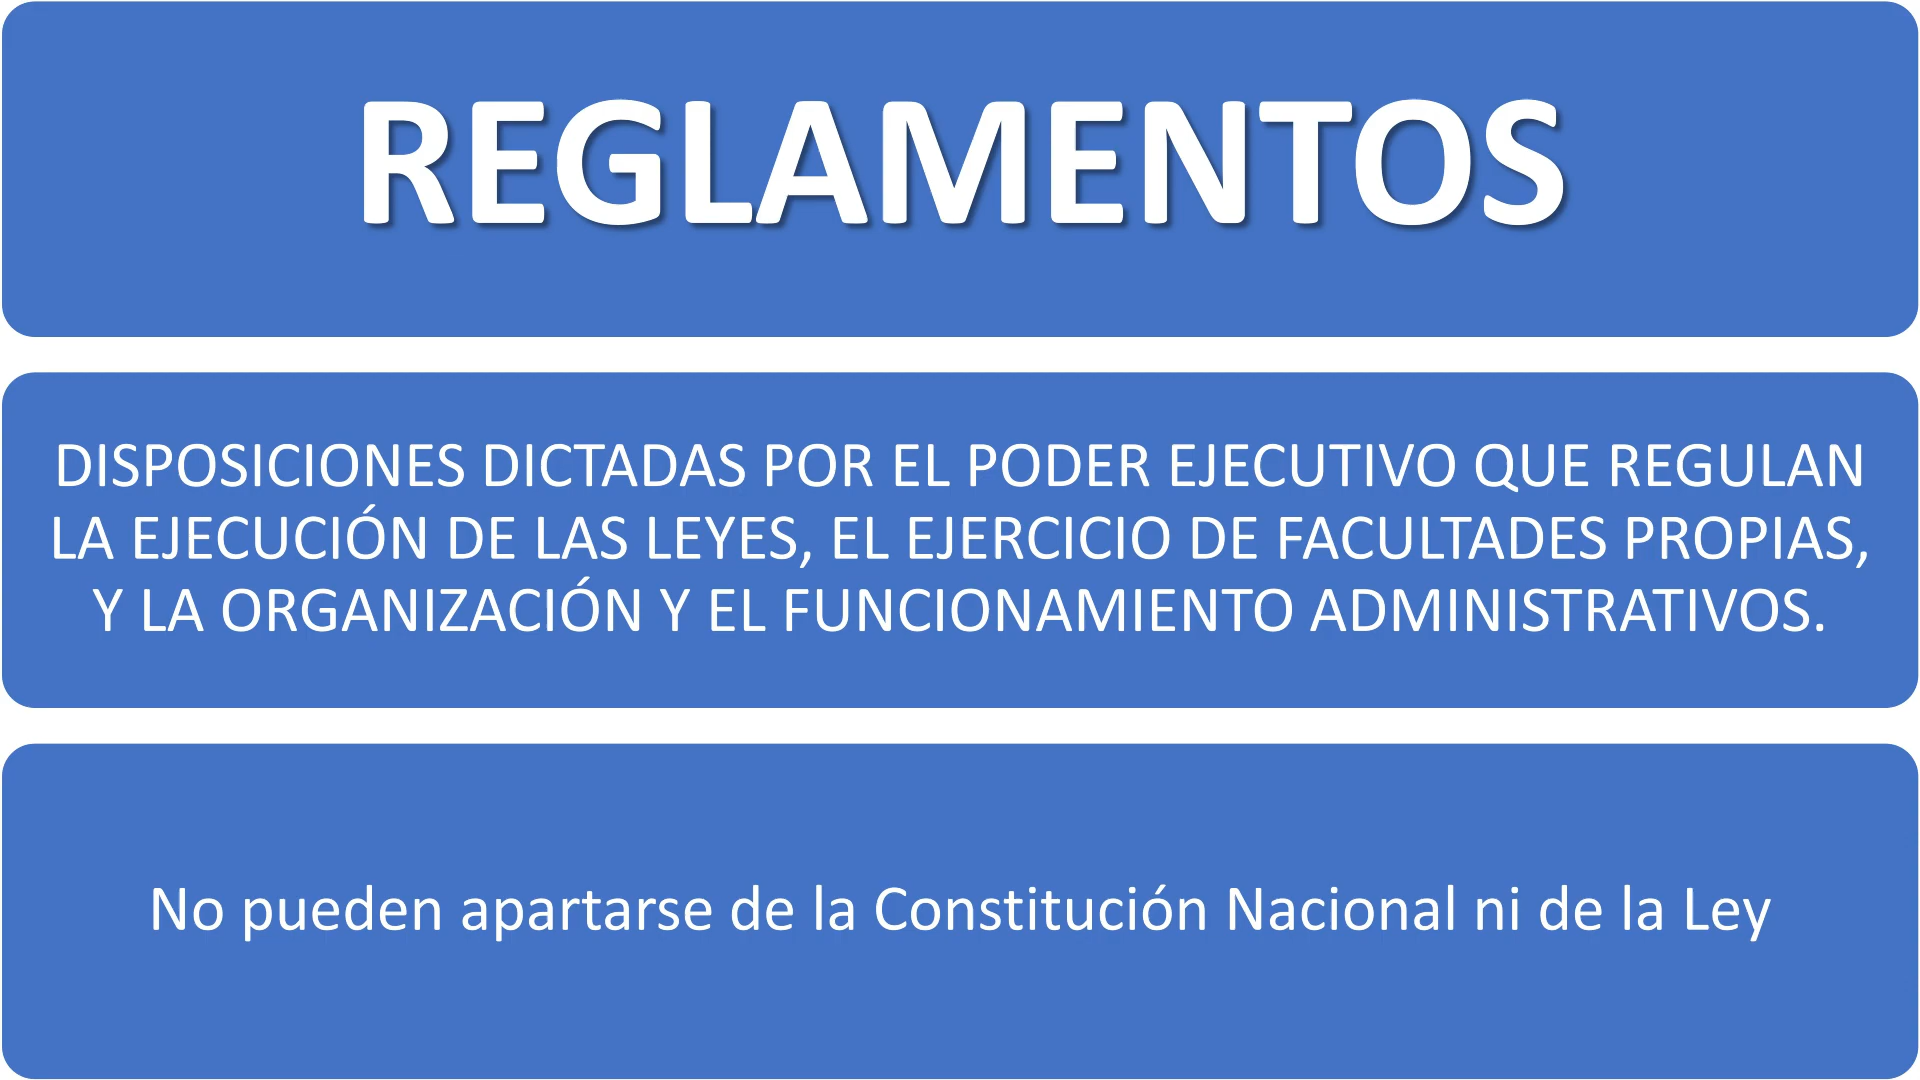 REGLAMENTOS
DISPOSICIONES DICTADAS POR EL PODER EJECUTIVO QUE REGULAN
LA EJECUCIÓN DE LAS LEYES, EL EJERCICIO DE FACULTADES PROPIAS,
Y LA ORGANIZACIÓN Y EL FUNCIONAMIENTO ADMINISTRATIVOS.
No pueden apartarse de la Constitución Nacional ni de la Ley